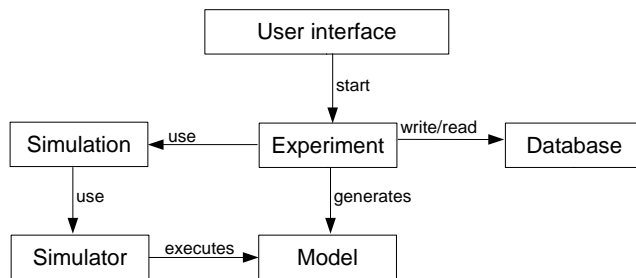 User interface
start
Simulation
use
Experiment
write/read
Database
use
generates
Simulator
executes
Model